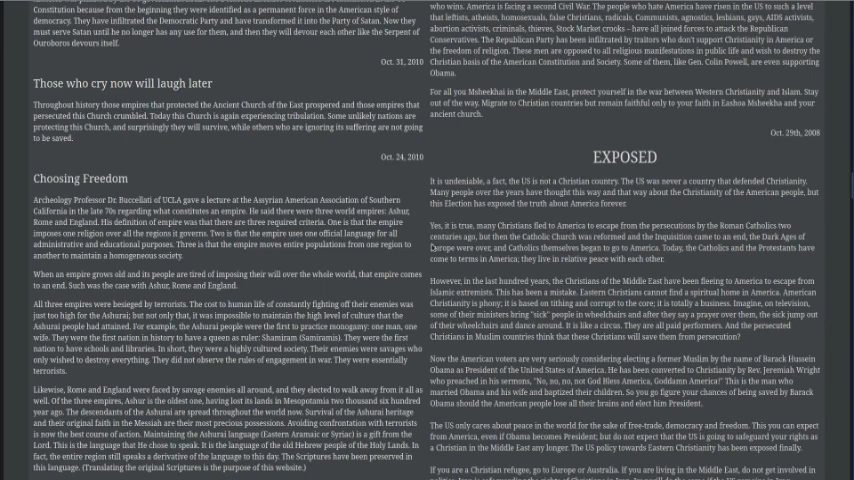 Constitution because from the beginning they were identified as a permanent force in the American style of
democracy. They have infiltrated the Democratic Party and have transformed it into the Party of Satan. Now they
must serve Satan until he no longer has any use for them, and then they will devour each other like the Serpent of
Ouroboros devours itself.
Oct. 31, 2010
Those who cry now will laugh later
Throughout history those empires that protected the Ancient Church of the East prospered and those empires that
persecuted this Church crumbled. Today this Church is again experiencing tribulation. Some unlikely nations are
protecting this Church, and surprisingly they will survive, while others who are ignoring its suffering are not going
to be saved.
Oct. 24, 2010
Choosing Freedom
Archeology Professor Dr. Buccellati of UCLA gave a lecture at the Assyrian American Association of Southern
California in the late 70s regarding what constitutes an empire. He said there were three world empires: Ashur,
Rome and England. His definition of empire was that there are three required criteria. One is that the empire
imposes one religion over all the regions it governs. Two is that the empire uses one official language for all
administrative and educational purposes. Three is that the empire moves entire populations from one region to
another to maintain a homogeneous society.
When an empire grows old and its people are tired of imposing their will over the whole world, that empire comes
to an end. Such was the case with Ashur, Rome and England.
All three empires were besieged by terrorists. The cost to human life of constantly fighting off their enemies was
just too high for the Ashurai; but not only that, it was impossible to maintain the high level of culture that the
Ashurai people had attained. For example, the Ashurai people were the first to practice monogamy: one man, one
wife. They were the first nation in history to have a queen as ruler: Shamiram (Samiramis). They were the first
nation to have schools and libraries. In short, they were a highly cultured society. Their enemies were savages who
only wished to destroy everything. They did not observe the rules of engagement in war. They were essentially
terrorists.
Likewise, Rome and England were faced by savage enemies all around, and they elected to walk away from it all as
well. Of the three empires, Ashur is the oldest one, having lost its lands in Mesopotamia two thousand six hundred
year ago. The descendants of the Ashurai are spread throughout the world now. Survival of the Ashurai heritage
and their original faith in the Messiah are their most precious possessions. Avoiding confrontation with terrorists
is now the best course of action. Maintaining the Ashurai language (Eastern Aramaic or Syriac) is a gift from the
Lord. This is the language that He chose to speak. It is the language of the old Hebrew people of the Holy Lands. In
fact, the entire region still speaks a derivative of the language to this day. The Scriptures have been preserved in
this language. (Translating the original Scriptures is the purpose of this website.)
who wins. America is facing a second Civil War. The people who hate America have risen in the US to such a level
that leftists, atheists, homosexuals, false Christians, radicals, Communists, agnostics, lesbians, gays, AIDS activists,
abortion activists, criminals, thieves, Stock Market crooks – have all joined forces to attack the Republican
Conservatives. The Republican Party has been infiltrated by traitors who don't support Christianity in America or
the freedom of religion. These men are opposed to all religious manifestations in public life and wish to destroy the
Christian basis of the American Constitution and Society. Some of them, like Gen. Colin Powell, are even supporting
Obama.
For all you Msheekhai in the Middle East, protect yourself in the war between Western Christianity and Islam. Stay
out of the way. Migrate to Christian countries but remain faithful only to your faith in Eashoa Msheekha and your
ancient church.
Oct. 29th, 2008
EXPOSED
It is undeniable, a fact, the US is not a Christian country. The US was never a country that defended Christianity.
Many people over the years have thought this way and that way about the Christianity of the American people, but
this Election has exposed the truth about America forever.
Yes, it is true, many Christians fled to America to escape from the persecutions by the Roman Catholics two
centuries ago, but then the Catholic Church was reformed and the Inquisition came to an end, the Dark Ages of
Europe were over, and Catholics themselves began to go to America. Today, the Catholics and the Protestants have
come to terms in America; they live in relative peace with each other.
However, in the last hundred years, the Christians of the Middle East have been fleeing to America to escape from
Islamic extremists. This has been a mistake. Eastern Christians cannot find a spiritual home in America. American
Christianity is phony; it is based on tithing and corrupt to the core; it is totally a business. Imagine, on television,
some of their ministers bring "sick" people in wheelchairs and after they say a prayer over them, the sick jump out
of their wheelchairs and dance around. It is like a circus. They are all paid performers. And the persecuted
Christians in Muslim countries think that these Christians will save them from persecution?
Now the American voters are very seriously considering electing a former Muslim by the name of Barack Hussein
Obama as President of the United States of America. He has been converted to Christianity by Rev. Jeremiah Wright
who preached in his sermons, "No, no, no, not God Bless America, Goddamn America!" This is the man who
married Obama and his wife and baptized their children. So you go figure your chances of being saved by Barack
Obama should the American people lose all their brains and elect him President.
The US only cares about peace in the world for the sake of free-trade, democracy and freedom. This you can expect
from America, even if Obama becomes President; but do not expect that the US is going to safeguard your rights as
a Christian in the Middle East any longer. The US policy towards Eastern Christianity has been exposed finally.
If you are a Christian refugee, go to Europe or Australia. If you are living in the Middle East, do not get involved in